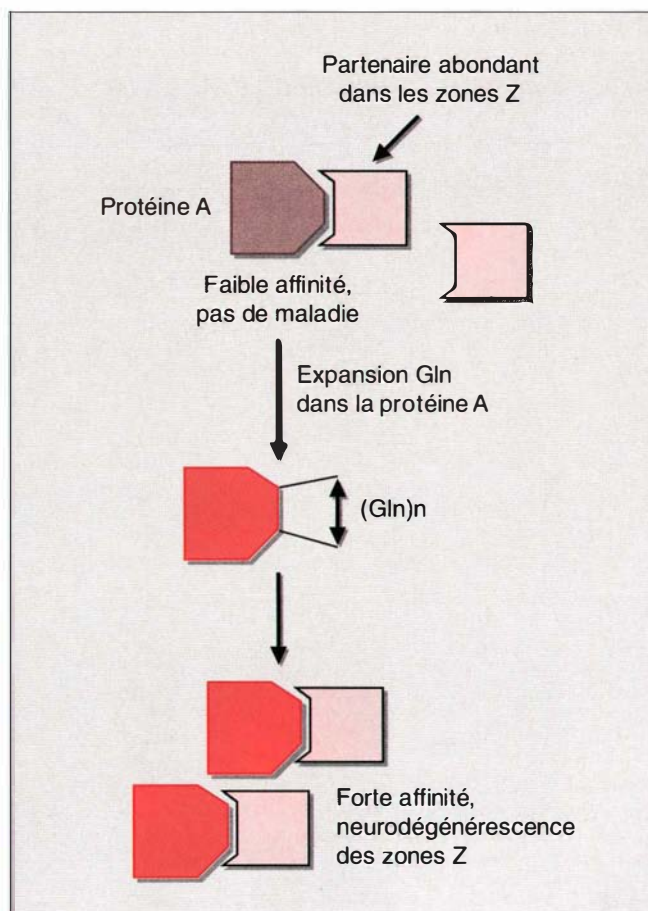 Partenaire abondant
dans les zones Z
Protéine A
Faible affinité,
pas de maladie
Expansion Gln
dans la protéine A
(Gln)n
Forte affinité,
neurodégénérescence
des zones Z